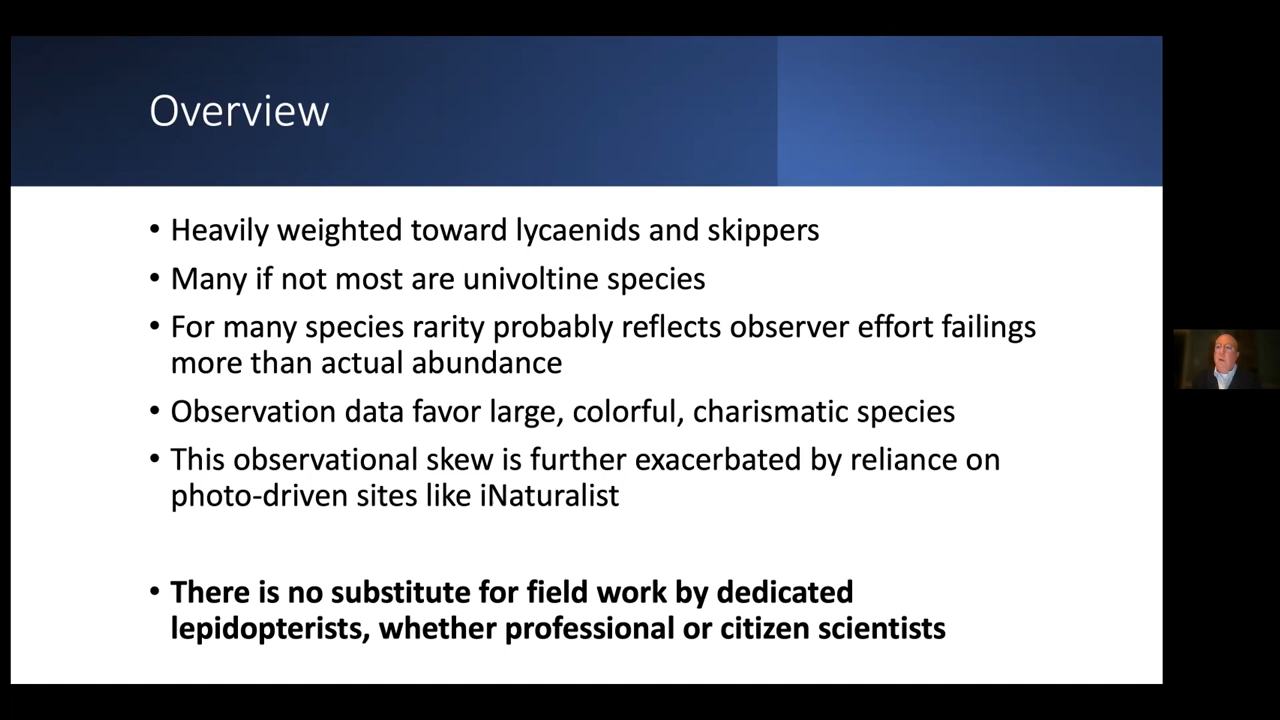 Overview
• Heavily weighted toward lycaenids and skippers
• Many if not most are univoltine species
• For many species rarity probably reflects observer effort failings
more than actual abundance
• Observation data favor large, colorful, charismatic species
• This observational skew is further exacerbated by reliance on
photo-driven sites like iNaturalist
• There is no substitute for field work by dedicated
lepidopterists, whether professional or citizen scientists